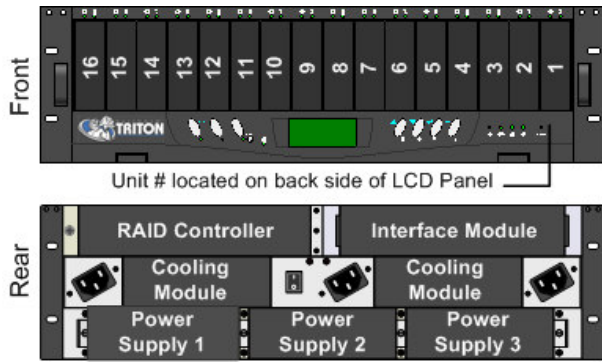 Front
16 15 14 13 12 11 10 9 8 7 6 5 4 3 2 1
TRITON
Unit # located on back side of LCD Panel
Rear
RAID Controller
Interface Module
Cooling
Module
Cooling
Module
Power
Supply 1
Power
Supply 2
Power
Supply 3